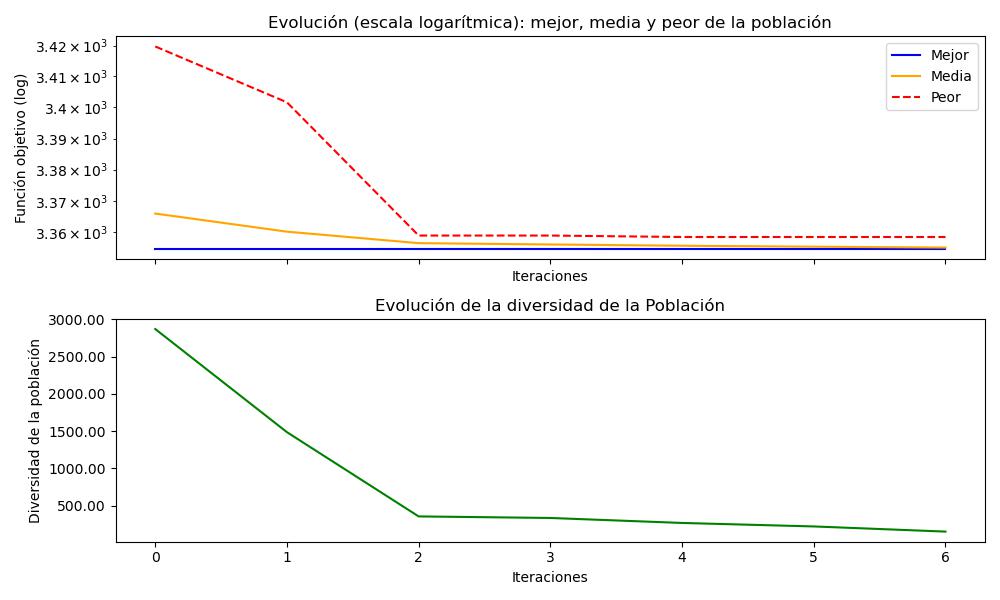 Evolución (escala logarítmica): mejor, media y peor de la población
Función objetivo (log)
3.42 × 10³
3.41 × 10³
3.4 × 10³
3.39 × 10³
3.38 × 10³
3.37 × 10³
3.36 × 10³
Mejor
Media
Peor
Iteraciones
Evolución de la diversidad de la Población
Diversidad de la población
3000.00
2500.00
2000.00
1500.00
1000.00
500.00
0 1 2 3 4 5 6
Iteraciones